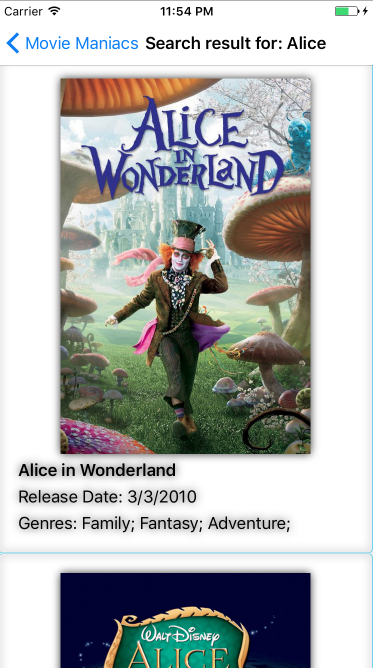 Carrier 11:54 PM
Movie Maniacs Search result for: Alice
ALICE
IN
WONDERLAND
Alice in Wonderland
Release Date: 3/3/2010
Genres: Family; Fantasy; Adventure;
WALT DISNEY
ALICE